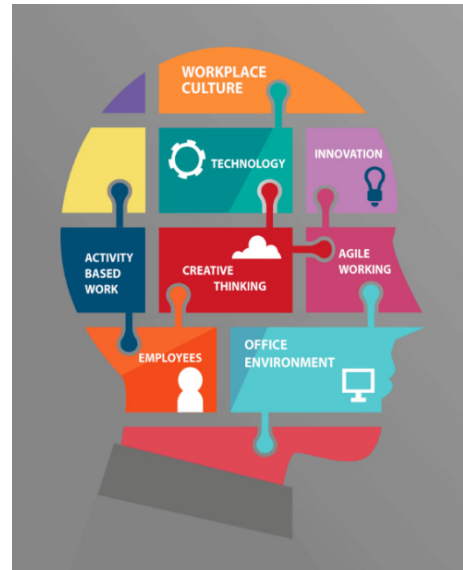 WORKPLACE
CULTURE
TECHNOLOGY
INNOVATION
ACTIVITY
BASED
WORK
CREATIVE
THINKING
AGILE
WORKING
EMPLOYEES
OFFICE
ENVIRONMENT